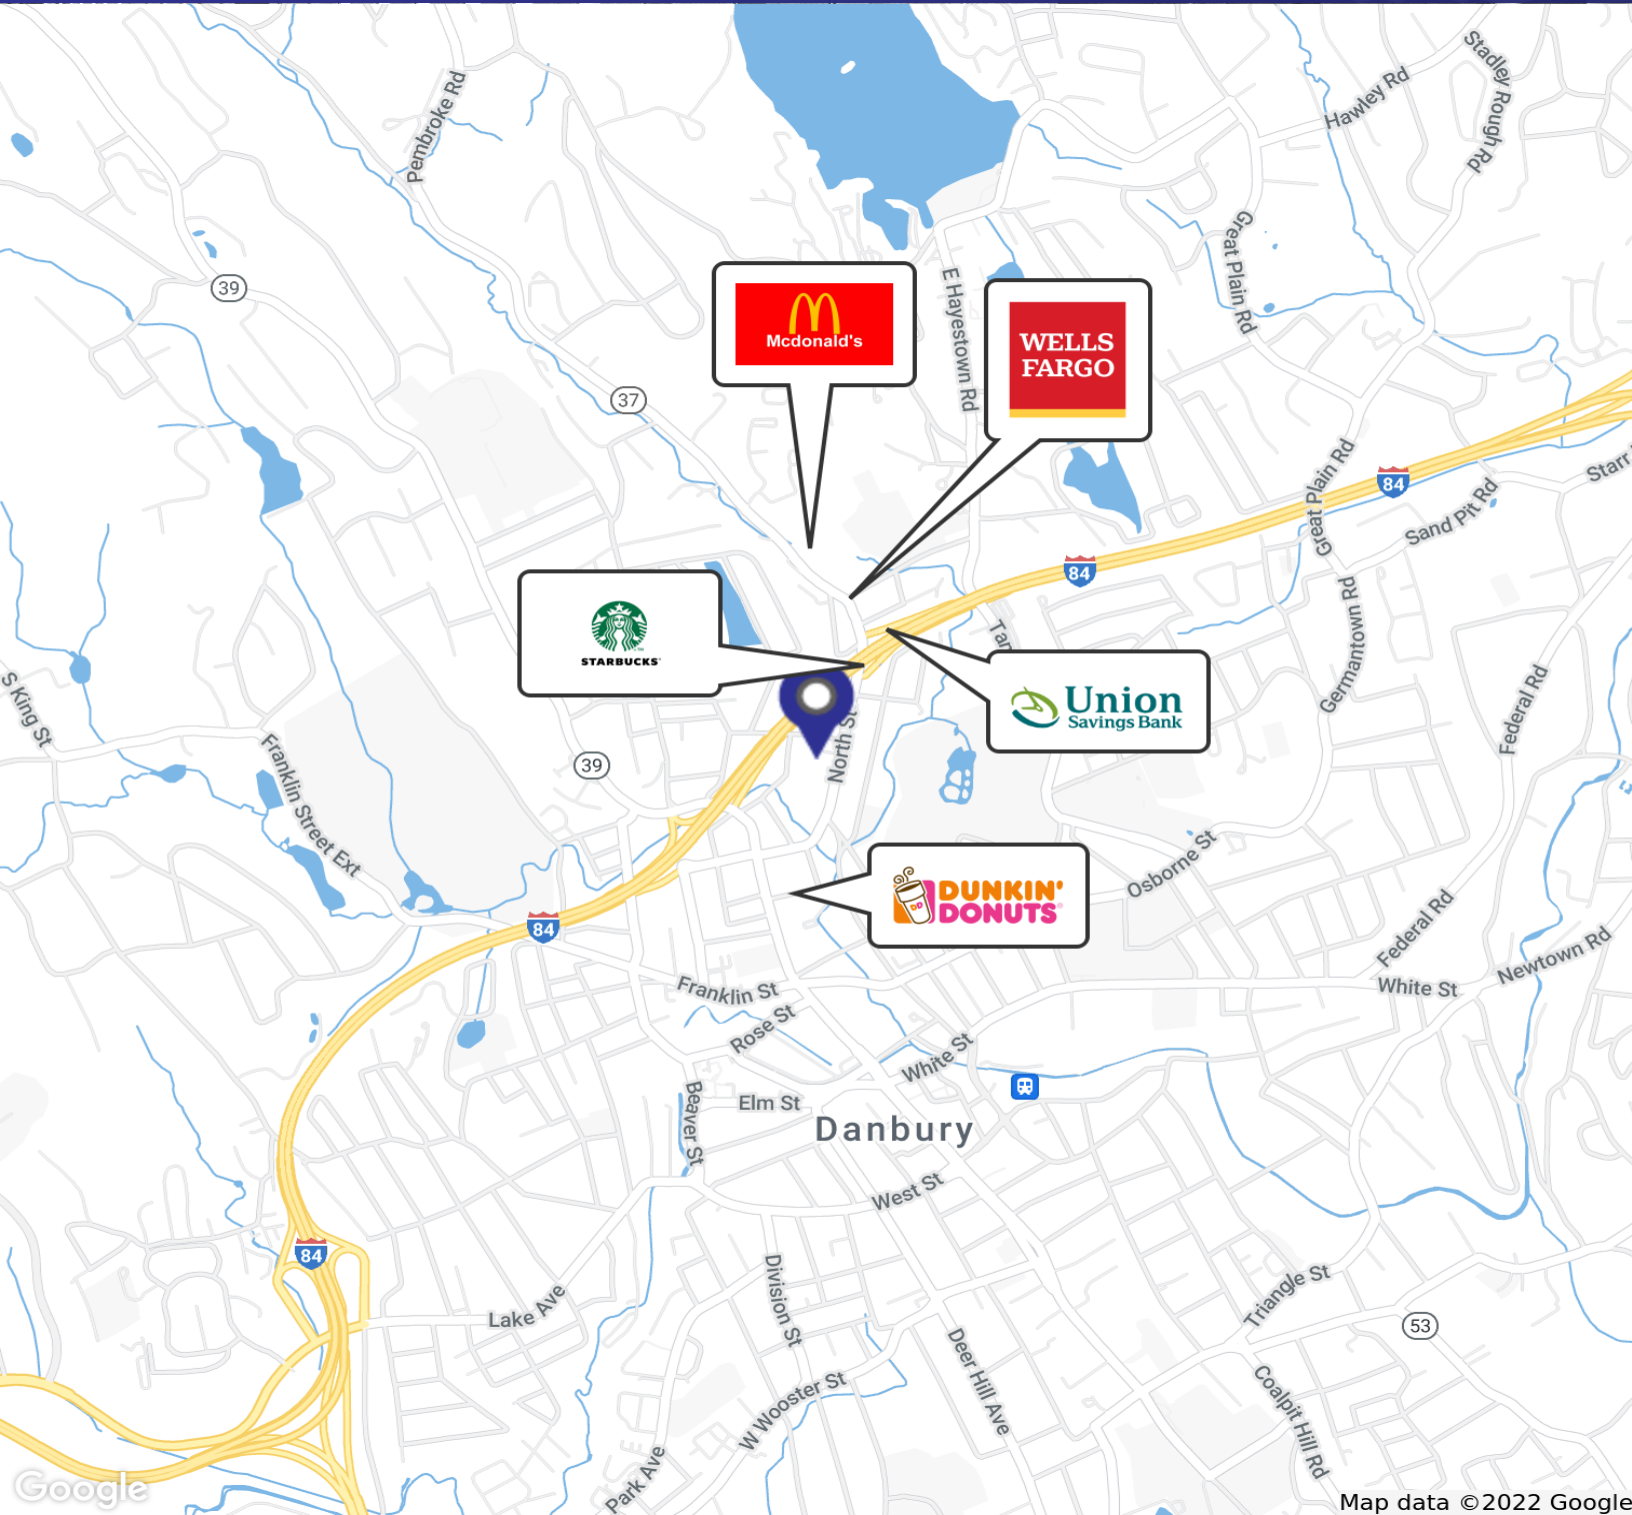 Stadley Rough Rd
Hawley Rd
Pembroke Rd
Great Plain Rd
39
E Hayestown Rd
Mcdonald's
WELLS
FARGO
37
Great Plain Rd
84
Starr
Sand Pit Rd
84
STARBUCKS
Tan
Germantown Rd
Union
Savings Bank
S King St
Federal Rd
North St
39
Franklin Street Ext
Osborne St
DUNKIN'
DONUTS
DD
84
Federal Rd
Newtown Rd
White St
Franklin St
Rose St
White St
Beaver St
Elm St
Danbury
West St
84
Division St
Triangle St
Lake Ave
53
Deer Hill Ave
W Wooster St
Coalpit Hill Rd
Park Ave
Google
Map data ©2022 Google